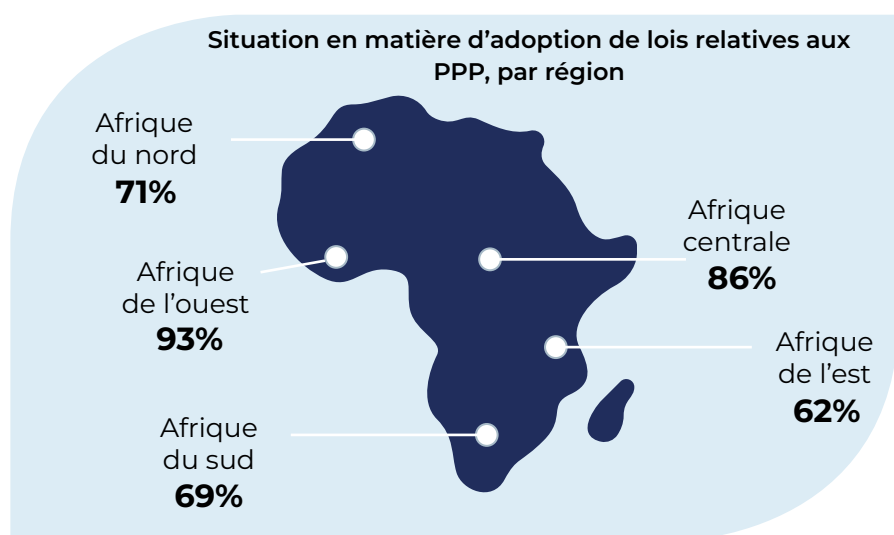 Situation en matière d’adoption de lois relatives aux
PPP, par région
Afrique
du nord
71%
Afrique
centrale
86%
Afrique
de l’ouest
93%
Afrique
de l’est
62%
Afrique
du sud
69%